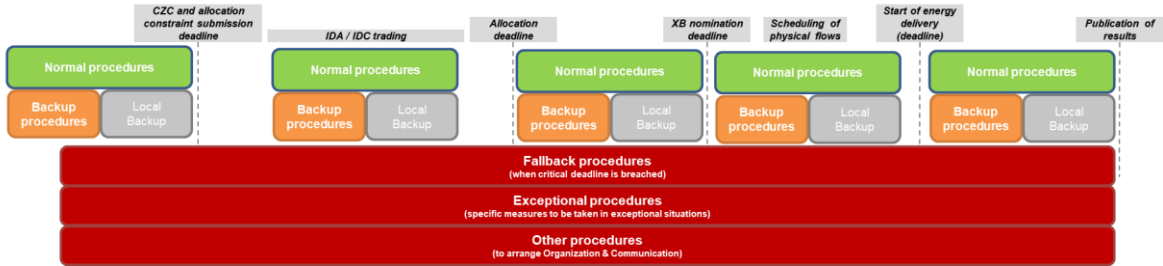 CZC and allocation
constraint submission
deadline
IDA / IDC trading
Allocation
deadline
XB nomination
deadline
Scheduling of
physical flows
Start of energy
delivery
(deadline)
Publication of
results
Normal procedures
Normal procedures
Normal procedures
Normal procedures
Normal procedures
Backup
procedures
Local
Backup
Backup
procedures
Local
Backup
Backup
procedures
Local
Backup
Backup
procedures
Local
Backup
Backup
procedures
Local
Backup
Fallback procedures
(when critical deadline is breached)
Exceptional procedures
(specific measures to be taken in exceptional situations)
Other procedures
(to arrange Organization & Communication)